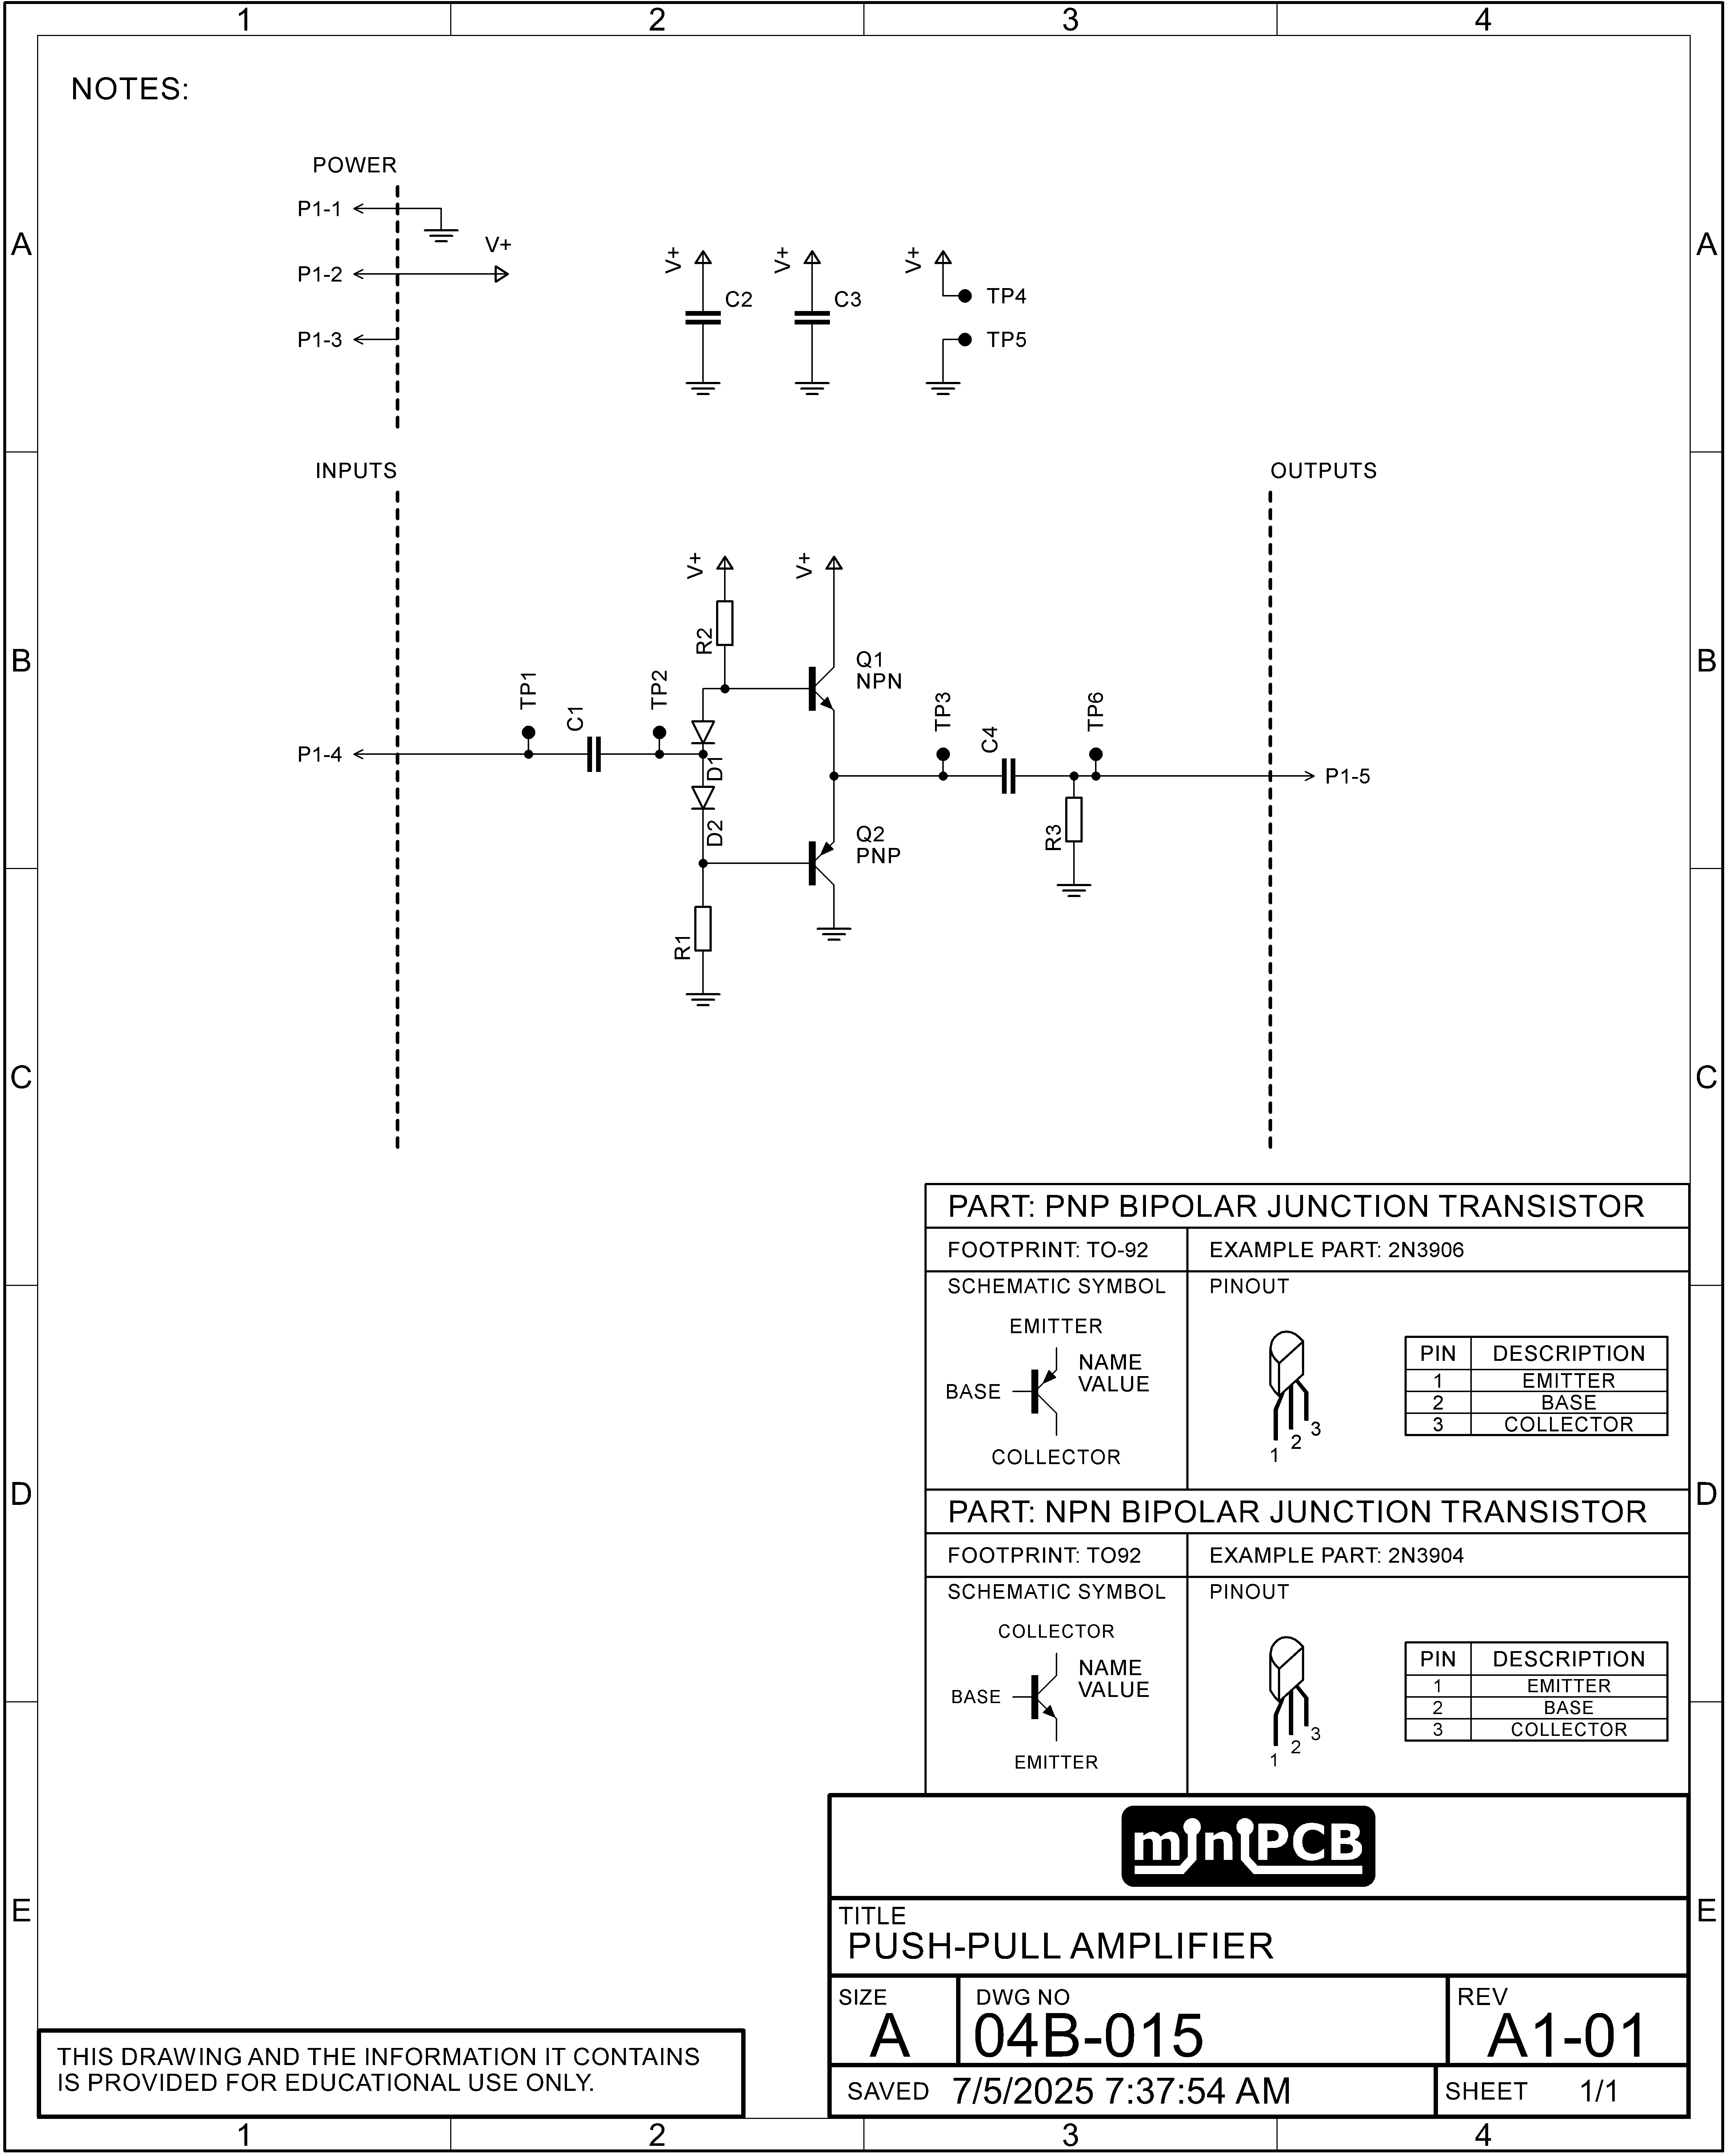 1 2 3 4
NOTES:
POWER
P1-1
A A
V+
P1-2
V+ V+ V+
C2 C3 TP4
P1-3 TP5
INPUTS OUTPUTS
V+ V+
R2
B B
Q1
NPN
TP1 TP2 TP3 TP6
C1 C4
P1-4
D1
P1-5
D2
Q2
PNP
R3
R1
C C
PART: PNP BIPOLAR JUNCTION TRANSISTOR
FOOTPRINT: TO-92 EXAMPLE PART: 2N3906
SCHEMATIC SYMBOL PINOUT
EMITTER
NAME
VALUE
BASE
COLLECTOR
1 2 3
PIN DESCRIPTION
1 EMITTER
2 BASE
3 COLLECTOR
D D
PART: NPN BIPOLAR JUNCTION TRANSISTOR
FOOTPRINT: TO92 EXAMPLE PART: 2N3904
SCHEMATIC SYMBOL PINOUT
COLLECTOR
NAME
VALUE
BASE
EMITTER
1 2 3
PIN DESCRIPTION
1 EMITTER
2 BASE
3 COLLECTOR
miniPCB
E E
TITLE
PUSH-PULL AMPLIFIER
SIZE DWG NO REV
A 04B-015 A1-01
SAVED 7/5/2025 7:37:54 AM SHEET 1/1
THIS DRAWING AND THE INFORMATION IT CONTAINS
IS PROVIDED FOR EDUCATIONAL USE ONLY.
1 2 3 4